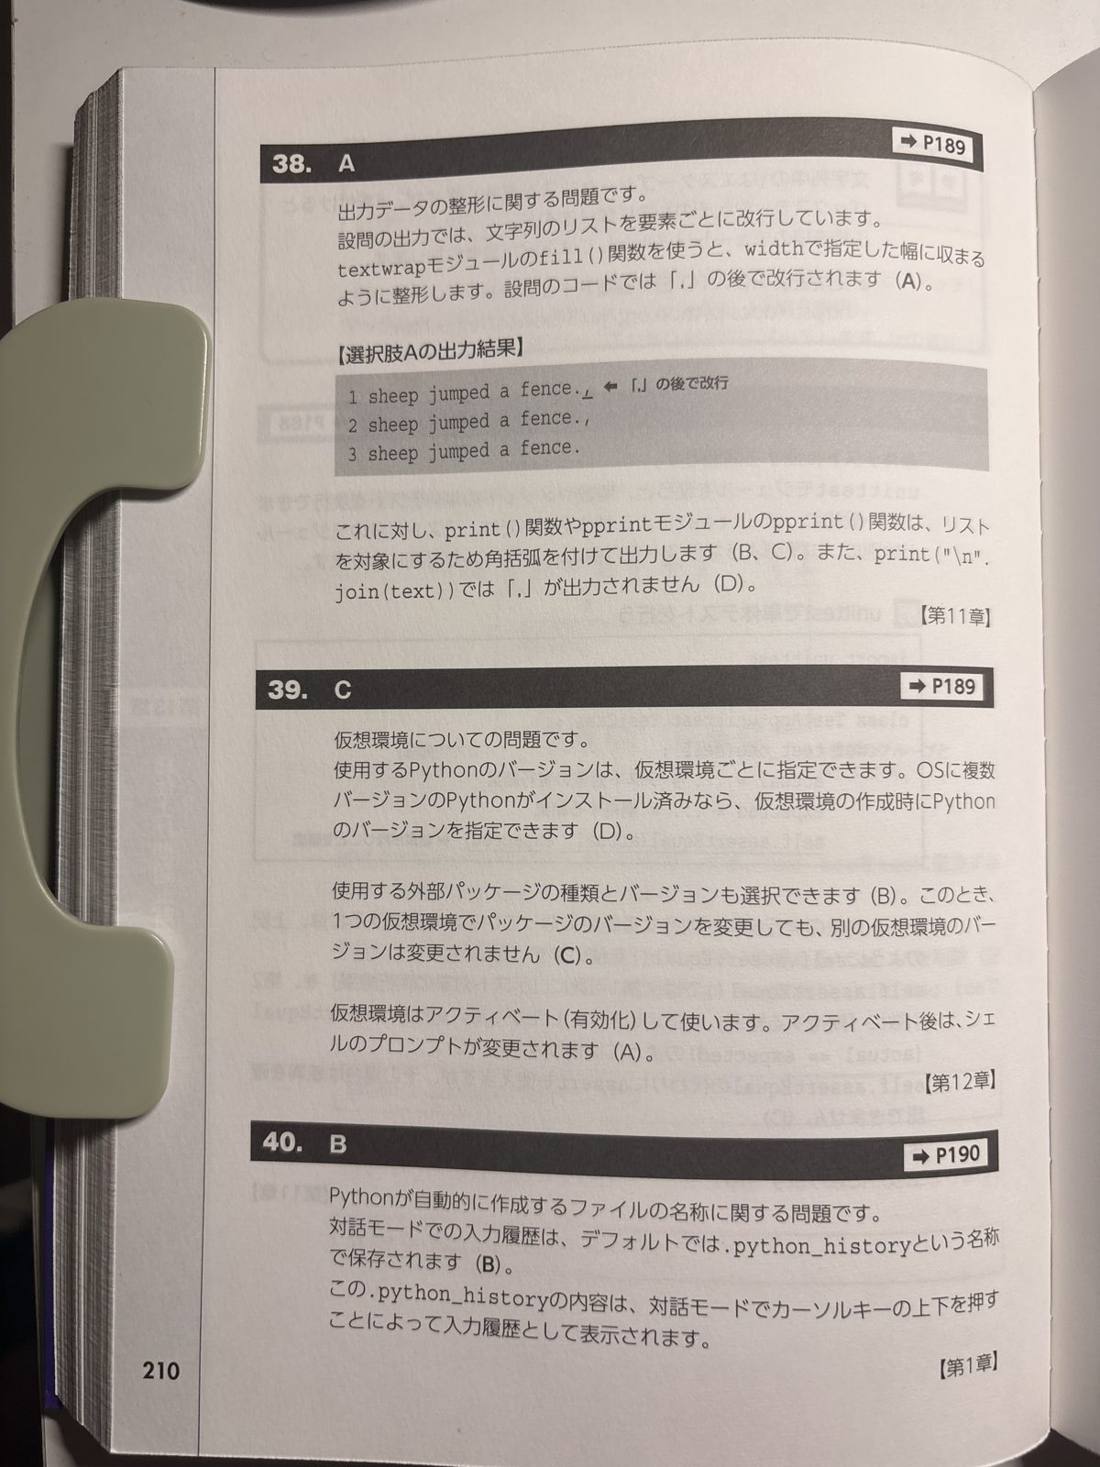 38. A ➡ P189
出力データの整形に関する問題です。
設問の出力では、文字列のリストを要素ごとに改行しています。
textwrapモジュールのfill()関数を使うと、widthで指定した幅に収まる
ように整形します。設問のコードでは「,」の後で改行されます（A）。
【選択肢Aの出力結果】
1 sheep jumped a fence., ⬅「,」の後で改行
2 sheep jumped a fence.,
3 sheep jumped a fence.
これに対し、print()関数やpprintモジュールのpprint()関数は、リスト
を対象にするため角括弧を付けて出力します（B、C）。また、print("\n".
join(text))では「,」が出力されません（D）。
【第11章】
39. C ➡ P189
仮想環境についての問題です。
使用するPythonのバージョンは、仮想環境ごとに指定できます。OSに複数
バージョンのPythonがインストール済みなら、仮想環境の作成時にPython
のバージョンを指定できます（D）。
使用する外部パッケージの種類とバージョンも選択できます（B）。このとき、
1つの仮想環境でパッケージのバージョンを変更しても、別の仮想環境のバー
ジョンは変更されません（C）。
仮想環境はアクティベート（有効化）して使います。アクティベート後は、シェ
ルのプロンプトが変更されます（A）。
【第12章】
40. B ➡ P190
Pythonが自動的に作成するファイルの名称に関する問題です。
対話モードでの入力履歴は、デフォルトでは.python_historyという名称
で保存されます（B）。
この.python_historyの内容は、対話モードでカーソルキーの上下を押す
ことによって入力履歴として表示されます。
【第1章】
210